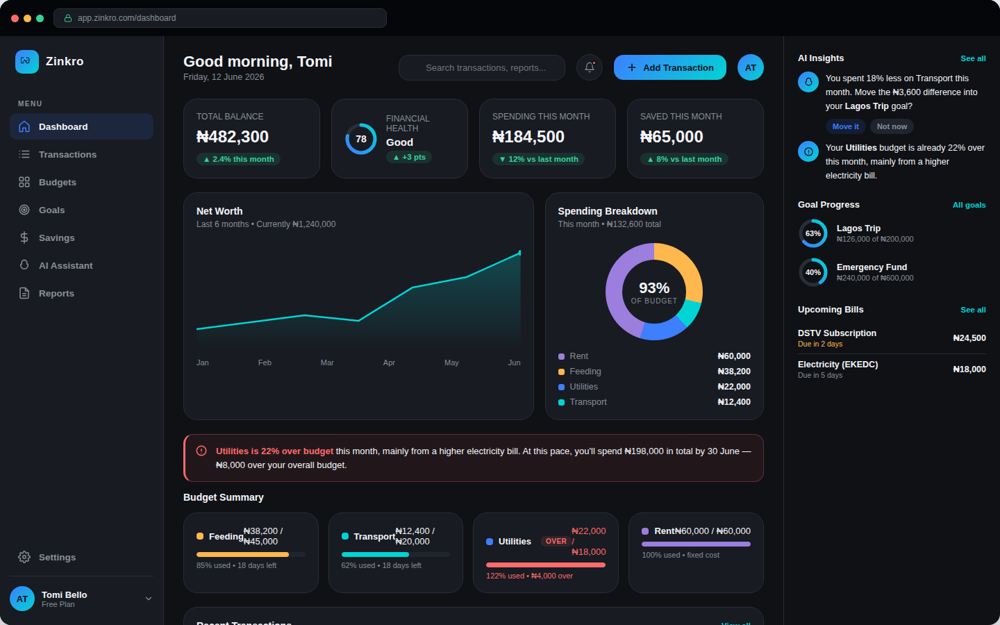 app.zinkro.com/dashboard
Zinkro
MENU
Dashboard
Transactions
Budgets
Goals
Savings
AI Assistant
Reports
Settings
AT
Tomi Bello
Free Plan
Good morning, Tomi
Friday, 12 June 2026
Search transactions, reports...
Add Transaction
AT
TOTAL BALANCE
₦482,300
▲ 2.4% this month
78
FINANCIAL
HEALTH
Good
▲ +3 pts
SPENDING THIS MONTH
₦184,500
▼ 12% vs last month
SAVED THIS MONTH
₦65,000
▲ 8% vs last month
Net Worth
Last 6 months • Currently ₦1,240,000
Jan Feb Mar Apr May Jun
Spending Breakdown
This month • ₦132,600 total
93%
OF BUDGET
Rent ₦60,000
Feeding ₦38,200
Utilities ₦22,000
Transport ₦12,400
Utilities is 22% over budget this month, mainly from a higher electricity bill. At this pace, you'll spend ₦198,000 in total by 30 June —
₦8,000 over your overall budget.
Budget Summary
Feeding
₦38,200 /
₦45,000
85% used • 18 days left
Transport
₦12,400 /
₦20,000
62% used • 18 days left
Utilities
OVER
₦22,000
/
₦18,000
122% used • ₦4,000 over
Rent ₦60,000 / ₦60,000
100% used • fixed cost
Recent Transactions
View all
AI Insights
See all
You spent 18% less on Transport this
month. Move the ₦3,600 difference into
your Lagos Trip goal?
Move it
Not now
Your Utilities budget is already 22% over
this month, mainly from a higher
electricity bill.
Goal Progress
All goals
63%
Lagos Trip
₦126,000 of ₦200,000
40%
Emergency Fund
₦240,000 of ₦600,000
Upcoming Bills
See all
DSTV Subscription
Due in 2 days
₦24,500
Electricity (EKEDC)
Due in 5 days
₦18,000